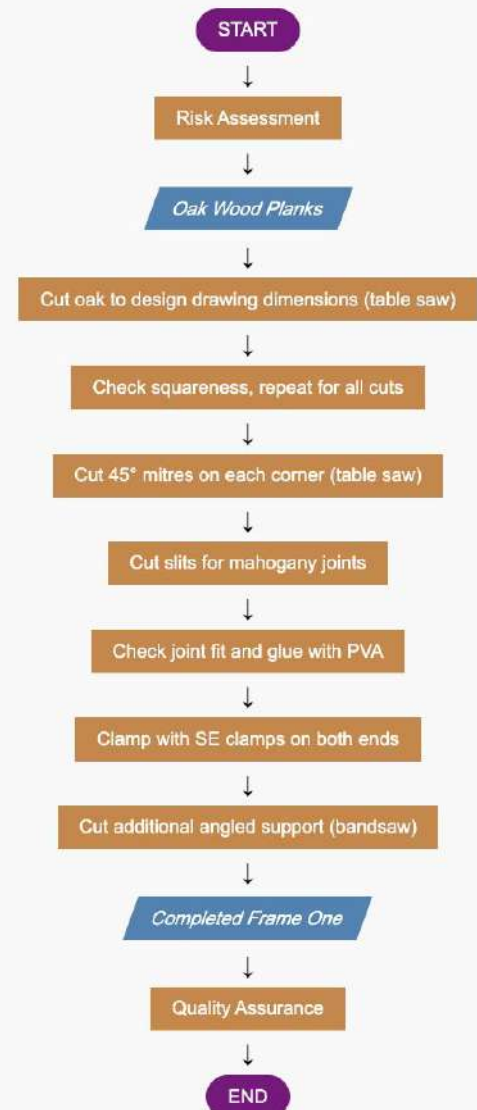 START
Risk Assessment
Oak Wood Planks
Cut oak to design drawing dimensions (table saw)
Check squareness, repeat for all cuts
Cut 45° mitres on each corner (table saw)
Cut slits for mahogany joints
Check joint fit and glue with PVA
Clamp with SE clamps on both ends
Cut additional angled support (bandsaw)
Completed Frame One
Quality Assurance
END